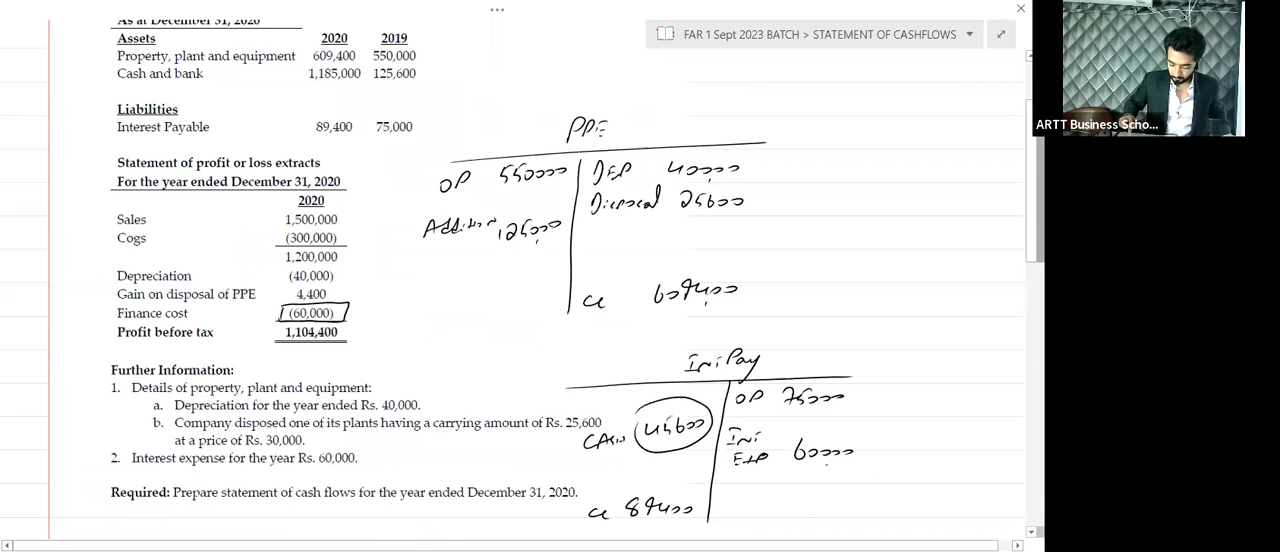 FAR 1 Sept 2023 BATCH > STATEMENT OF CASHFLOWS
ARTT Business Scho...
As at December 31, 2020
Assets 2020 2019
Property, plant and equipment 609,400 550,000
Cash and bank 1,185,000 125,600
Liabilities
Interest Payable 89,400 75,000
Statement of profit or loss extracts
For the year ended December 31, 2020
2020
Sales 1,500,000
Cogs (300,000)
1,200,000
Depreciation (40,000)
Gain on disposal of PPE 4,400
Finance cost (60,000)
Profit before tax 1,104,400
Further Information:
1. Details of property, plant and equipment:
a. Depreciation for the year ended Rs. 40,000.
b. Company disposed one of its plants having a carrying amount of Rs. 25,600
at a price of Rs. 30,000.
2. Interest expense for the year Rs. 60,000.
Required: Prepare statement of cash flows for the year ended December 31, 2020.
PPE
OP 550000 DEP 40,000
Disposal 25600
Addition 125,000
Cl 609,400
Int Pay
OP 75000
Cash 45600
Int
Exp 60,000
Cl 89400